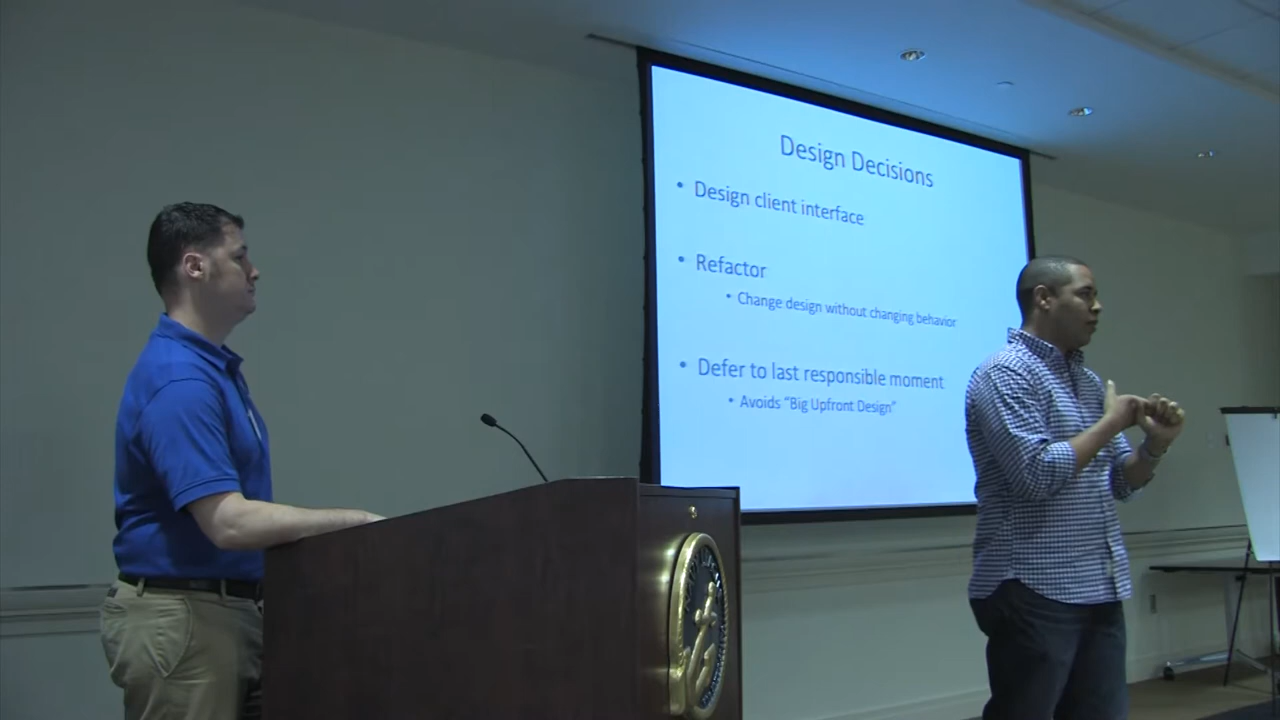 Design Decisions
• Design client interface
• Refactor
• Change design without changing behavior
• Defer to last responsible moment
• Avoids “Big Upfront Design”